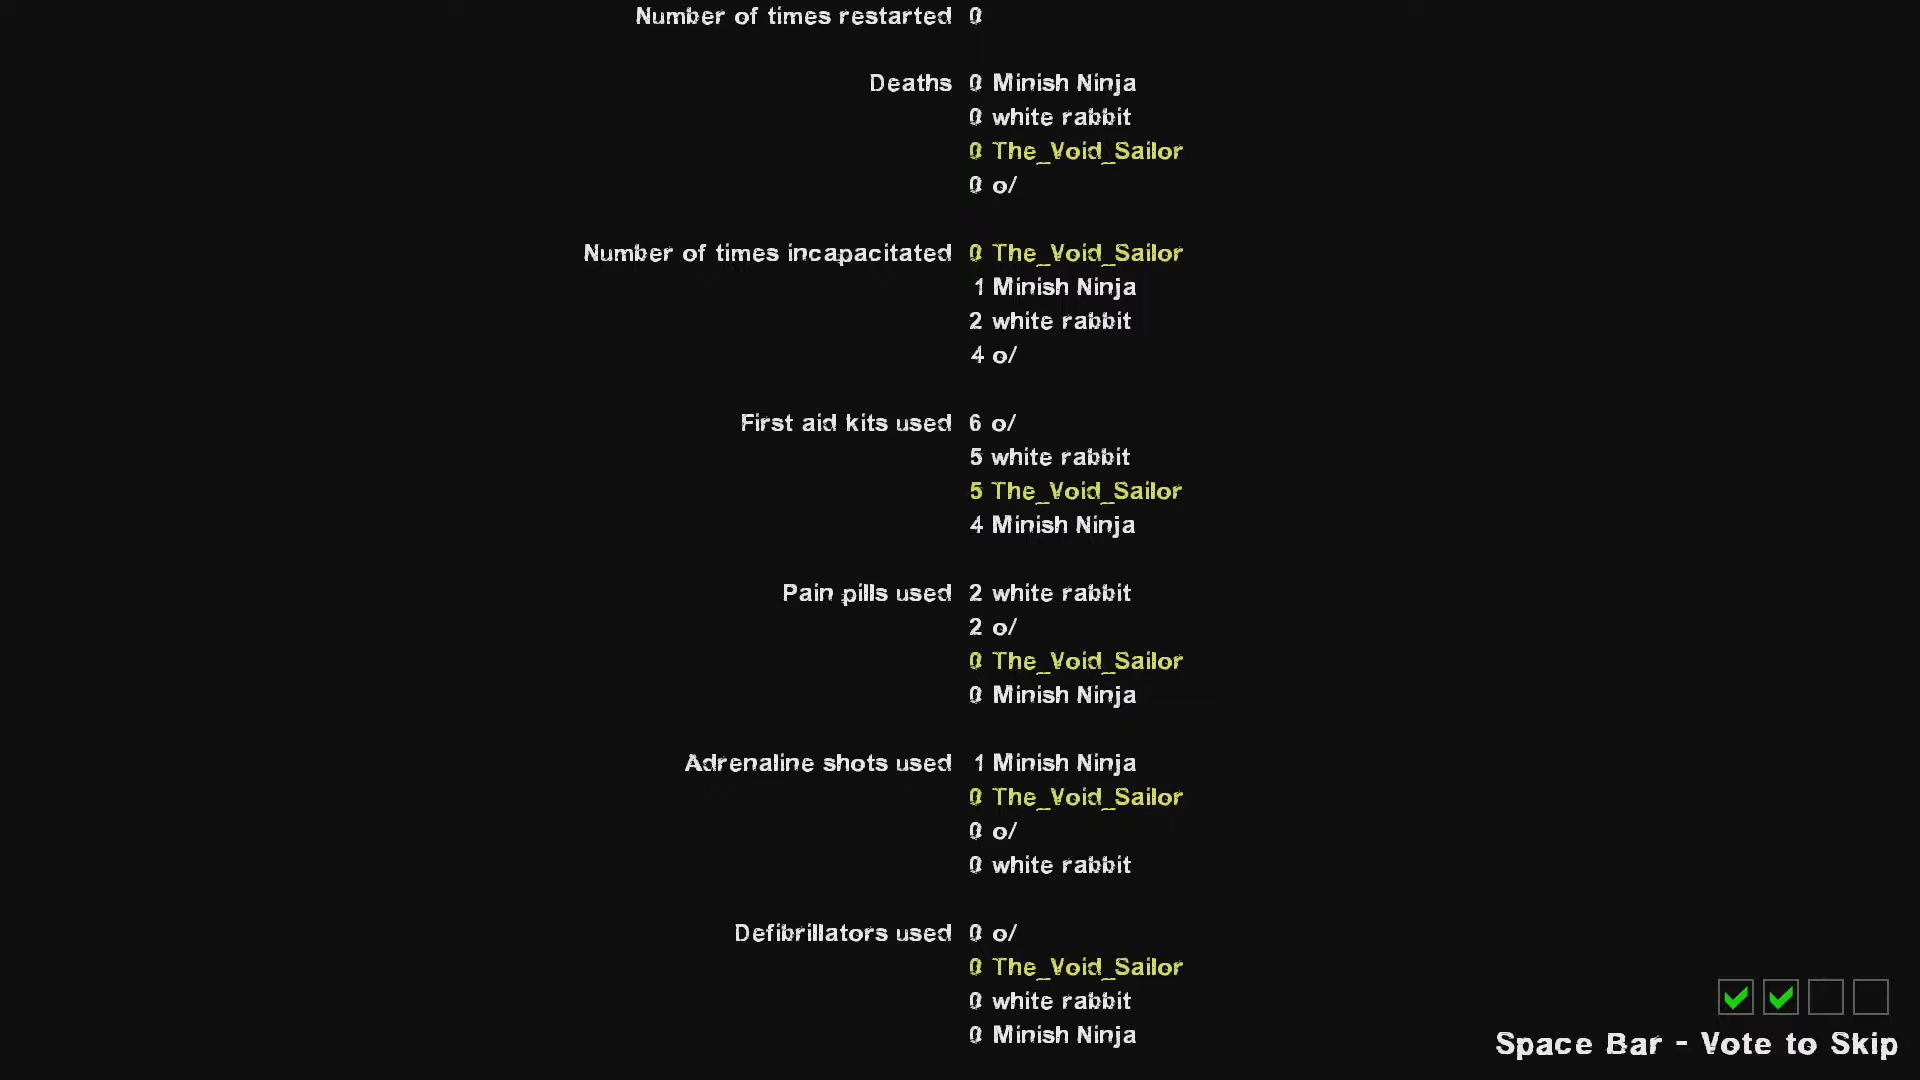 Number of times restarted 0
Deaths 0 Minish Ninja
0 white rabbit
0 The_Void_Sailor
0 o/
Number of times incapacitated 0 The_Void_Sailor
1 Minish Ninja
2 white rabbit
4 o/
First aid kits used 6 o/
5 white rabbit
5 The_Void_Sailor
4 Minish Ninja
Pain pills used 2 white rabbit
2 o/
0 The_Void_Sailor
0 Minish Ninja
Adrenaline shots used 1 Minish Ninja
0 The_Void_Sailor
0 o/
0 white rabbit
Defibrillators used 0 o/
0 The_Void_Sailor
0 white rabbit
0 Minish Ninja
Space Bar - Vote to Skip